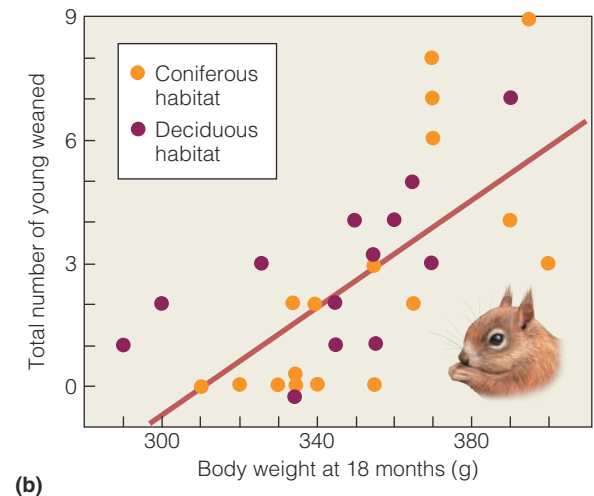 9
6
3
0
Total number of young weaned
Coniferous
habitat
Deciduous
habitat
300
340
380
Body weight at 18 months (g)
(b)